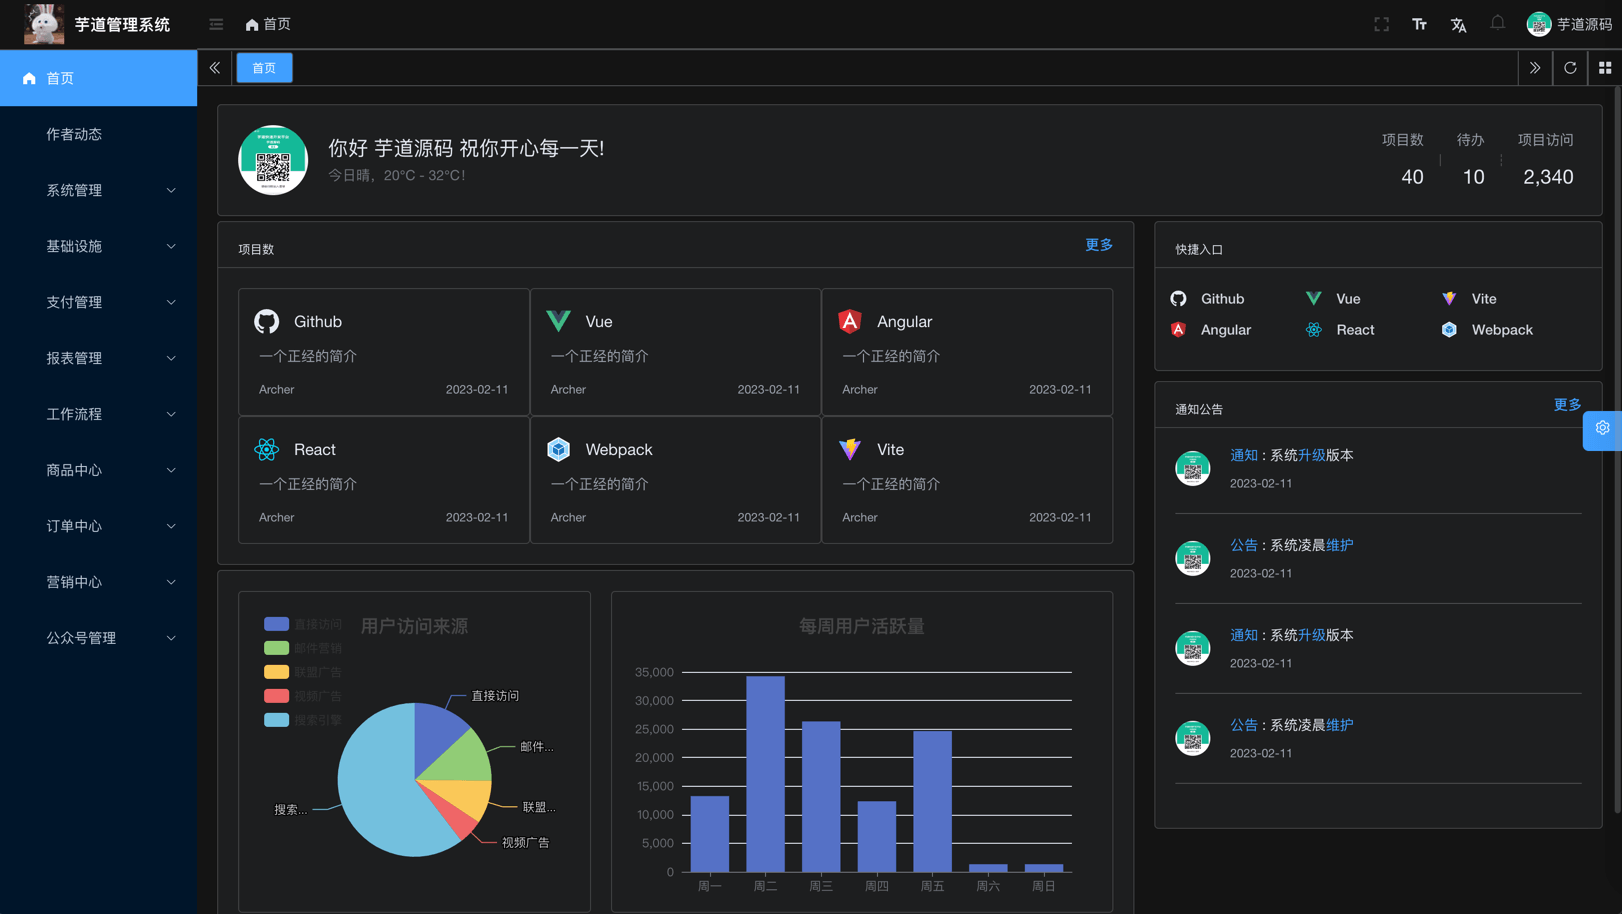 芋道管理系统
首页
芋道源码
首页
作者动态
系统管理
基础设施
支付管理
报表管理
工作流程
商品中心
订单中心
营销中心
公众号管理
首页
你好 芋道源码 祝你开心每一天!
今日晴，20℃ - 32℃！
项目数
待办
项目访问
40
10
2,340
项目数
更多
Github
一个正经的简介
Archer
2023-02-11
Vue
一个正经的简介
Archer
2023-02-11
Angular
一个正经的简介
Archer
2023-02-11
React
一个正经的简介
Archer
2023-02-11
Webpack
一个正经的简介
Archer
2023-02-11
Vite
一个正经的简介
Archer
2023-02-11
快捷入口
Github
Vue
Vite
Angular
React
Webpack
通知公告
更多
通知 : 系统升级版本
2023-02-11
公告 : 系统凌晨维护
2023-02-11
通知 : 系统升级版本
2023-02-11
公告 : 系统凌晨维护
2023-02-11
用户访问来源
直接访问
邮件营销
联盟广告
视频广告
搜索引擎
直接访问
邮件...
联盟...
视频广告
搜索...
每周用户活跃量
35,000
30,000
25,000
20,000
15,000
10,000
5,000
0
周一
周二
周三
周四
周五
周六
周日